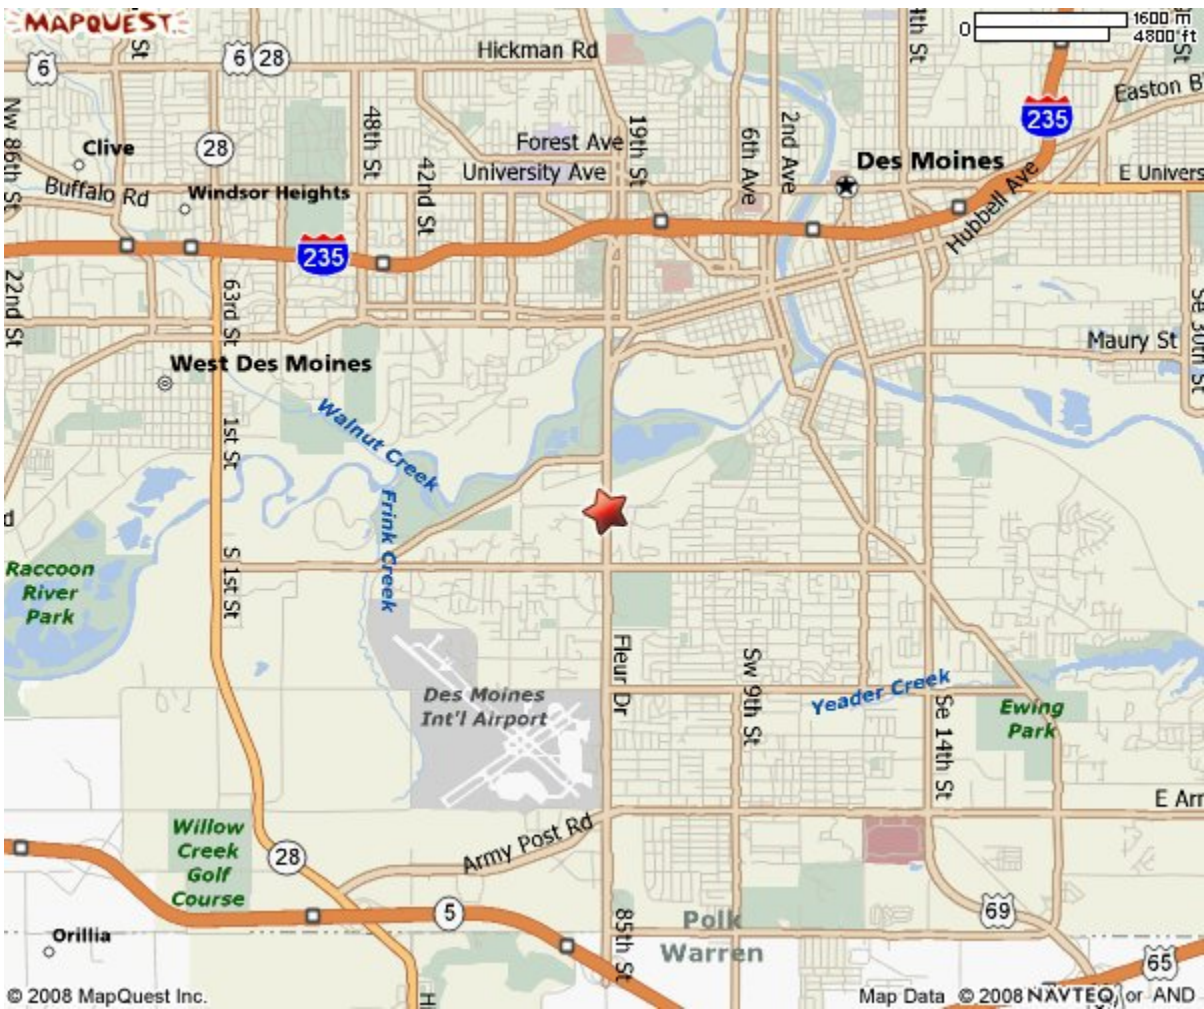 MAPQUEST
0
1600 m
4800 ft
Hickman Rd
6
6
28
St
4th St
St
Easton B
235
Nw 86th St
Clive
28
48th St
42nd St
Forest Ave
University Ave
19th St
6th Ave
2nd Ave
Des Moines
E Univers
Buffalo Rd
Windsor Heights
Hubbell Ave
235
22nd St
63rd St
Se 30th St
Maury St
West Des Moines
Walnut Creek
1st St
Frink Creek
Raccoon
River
Park
S 1st St
Fleur Dr
Sw 9th St
Yeader Creek
Se 14th St
Ewing
Park
Des Moines
Int'l Airport
E Arr
Willow
Creek
Golf
Course
28
Army Post Rd
5
85th St
Polk
Warren
69
65
Orillia
Hi
© 2008 MapQuest Inc.
Map Data © 2008 NAVTEQ, or AND